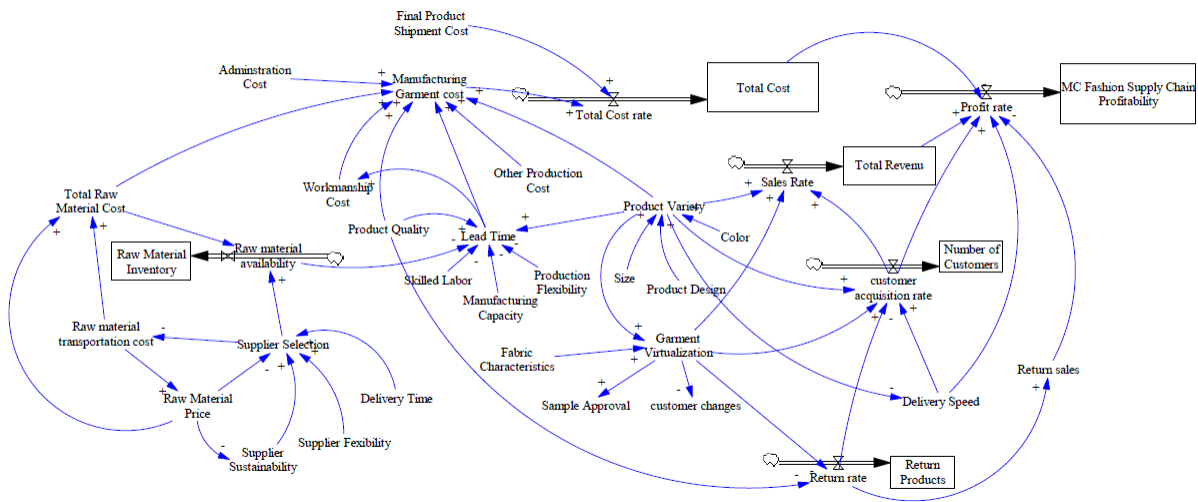 Final Product
Shipment Cost
Adminstration
Cost
Manufacturing
Garment cost
Total Cost rate
Total Cost
Profit rate
MC Fashion Supply Chain
Profitability
Total Raw
Material Cost
Workmanship
Cost
Other Production
Cost
Sales Rate
Total Revenu
Product Variety
Product Quality
Lead Time
Color
Raw Material
Inventory
Raw material
availability
Skilled Labor
Production
Flexibility
Manufacturing
Capacity
Size
Product Design
Number of
Customers
customer
acquisition rate
Raw material
transportation cost
Supplier Selection
Garment
Virtualization
Fabric
Characteristics
Delivery Time
Raw Material
Price
Sample Approval
customer changes
Delivery Speed
Return sales
Supplier Fexibility
Supplier
Sustainability
Return rate
Return
Products